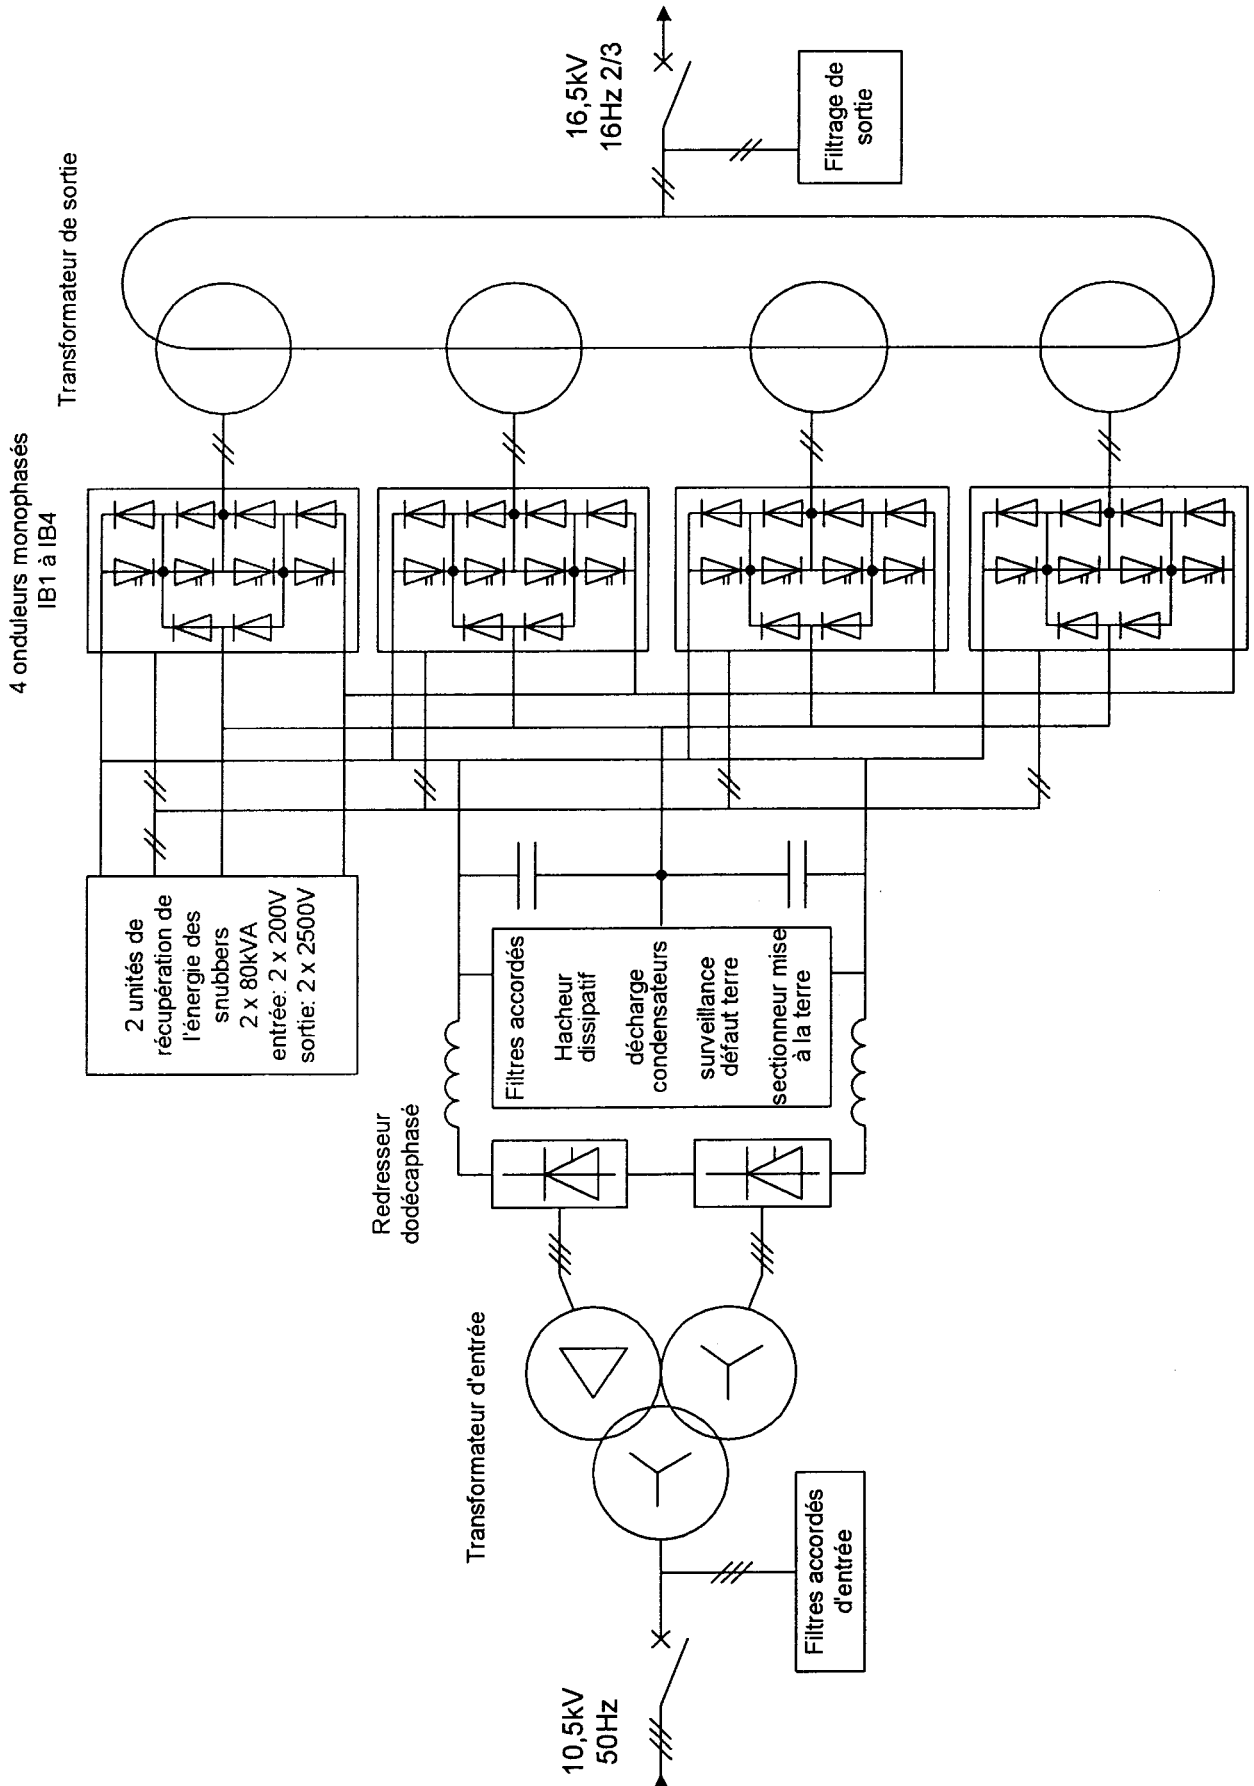 10,5kV
50Hz
Filtres accordés
d'entrée
Transformateur d'entrée
Redresseur
dodécaphasé
Filtres accordés
Hacheur
dissipatif
décharge
condensateurs
surveillance
défaut terre
sectionneur mise
à la terre
2 unités de
récupération de
l'énergie des
snubbers
2 x 80kVA
entrée: 2 x 200V
sortie: 2 x 2500V
4 onduleurs monophasés
IB1 à IB4
Transformateur de sortie
16,5kV
16Hz 2/3
Filtrage de
sortie